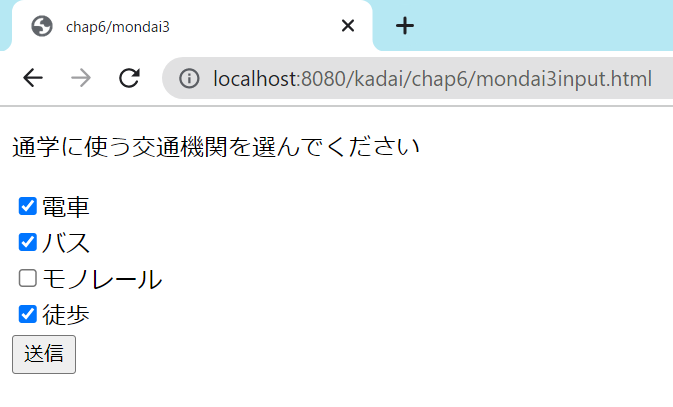 chap6/mondai3
localhost:8080/kadai/chap6/mondai3input.html
通学に使う交通機関を選んでください
電車
バス
モノレール
徒歩
送信